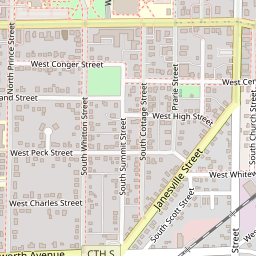 North Prince Street
West Conger Street
Prairie Street
West Cen
and Street
South Whiton Street
South Summit Street
South Cottage Street
West High Street
South Church Street
West Peck Street
Janesville Street
West Whitew
West Charles Street
South Scott Street
Street
worth Avenue
CTH S